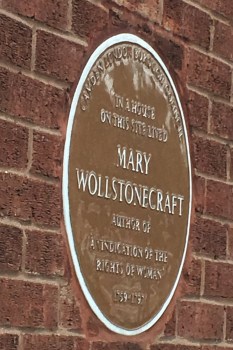 IN A HOUSE
ON THIS SITE LIVED
MARY
WOLLSTONECRAFT
AUTHOR OF
A 'VINDICATION OF THE
RIGHTS OF WOMAN'
1759-1797